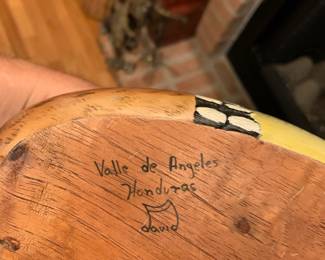 Valle de Angeles
Honduras
david